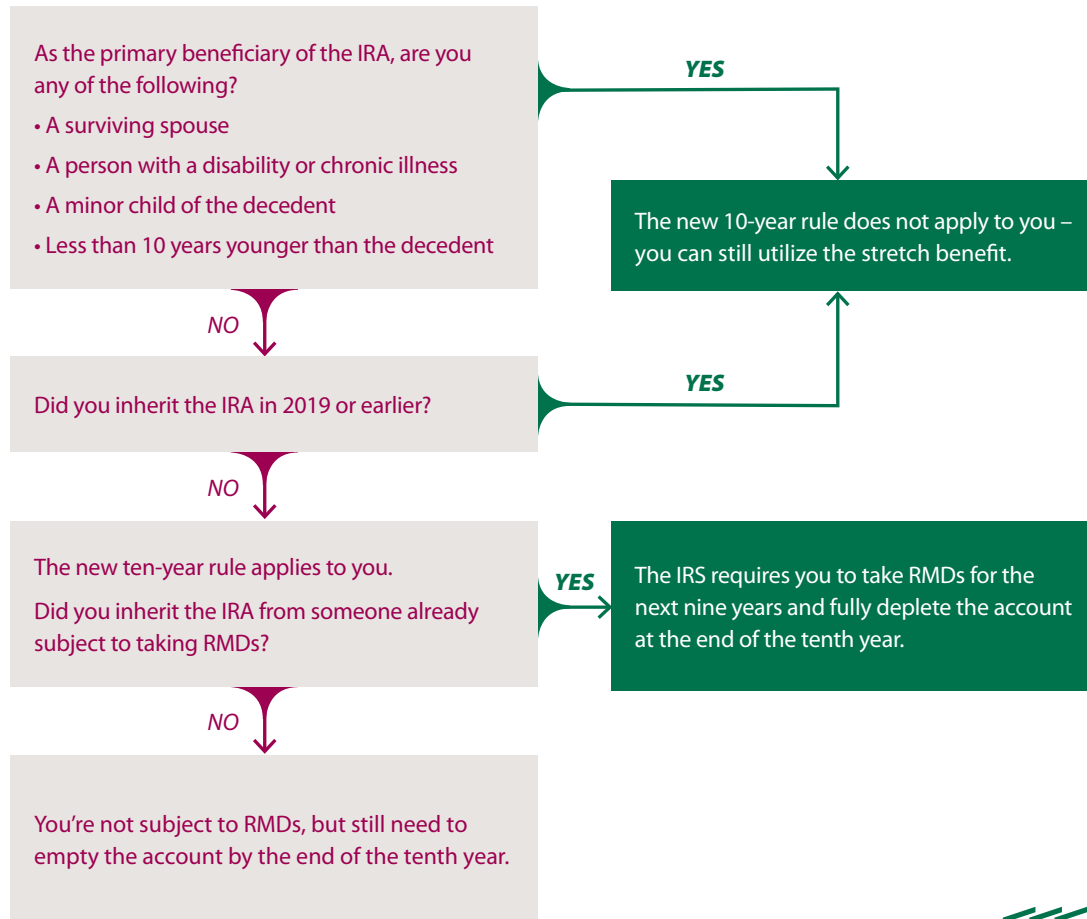 As the primary beneficiary of the IRA, are you
any of the following?
• A surviving spouse
• A person with a disability or chronic illness
• A minor child of the decedent
• Less than 10 years younger than the decedent
YES
The new 10-year rule does not apply to you –
you can still utilize the stretch benefit.
NO
Did you inherit the IRA in 2019 or earlier?
YES
NO
The new ten-year rule applies to you.
Did you inherit the IRA from someone already
subject to taking RMDs?
YES
The IRS requires you to take RMDs for the
next nine years and fully deplete the account
at the end of the tenth year.
NO
You’re not subject to RMDs, but still need to
empty the account by the end of the tenth year.